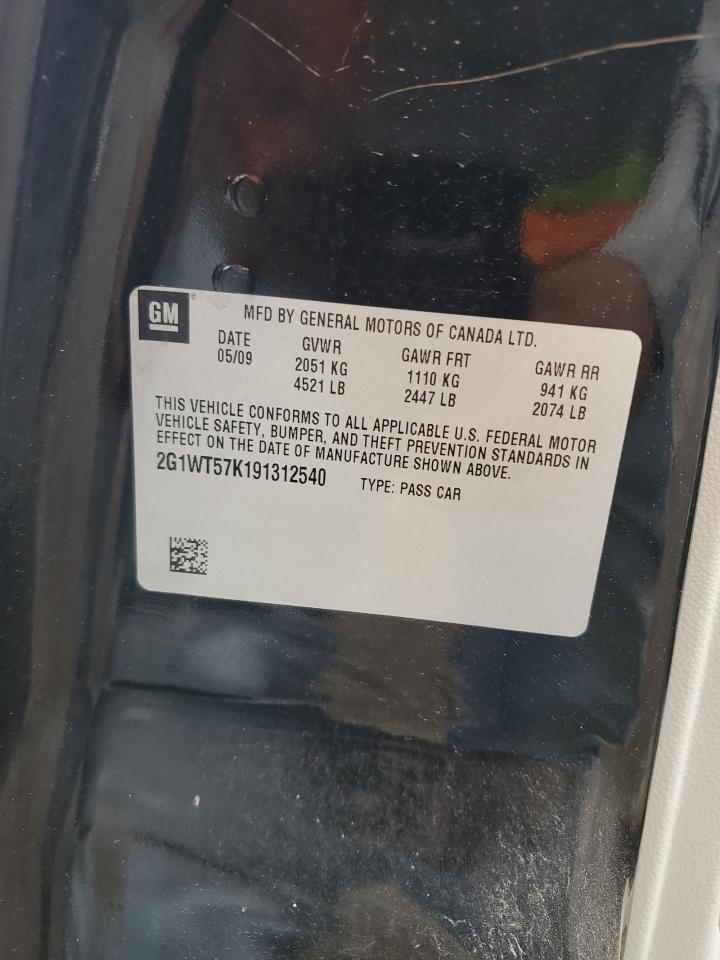 GM
MFD BY GENERAL MOTORS OF CANADA LTD.
DATE GVWR GAWR FRT GAWR RR
05/09 2051 KG 1110 KG 941 KG
4521 LB 2447 LB 2074 LB
THIS VEHICLE CONFORMS TO ALL APPLICABLE U.S. FEDERAL MOTOR
VEHICLE SAFETY, BUMPER, AND THEFT PREVENTION STANDARDS IN
EFFECT ON THE DATE OF MANUFACTURE SHOWN ABOVE.
2G1WT57K191312540 TYPE: PASS CAR